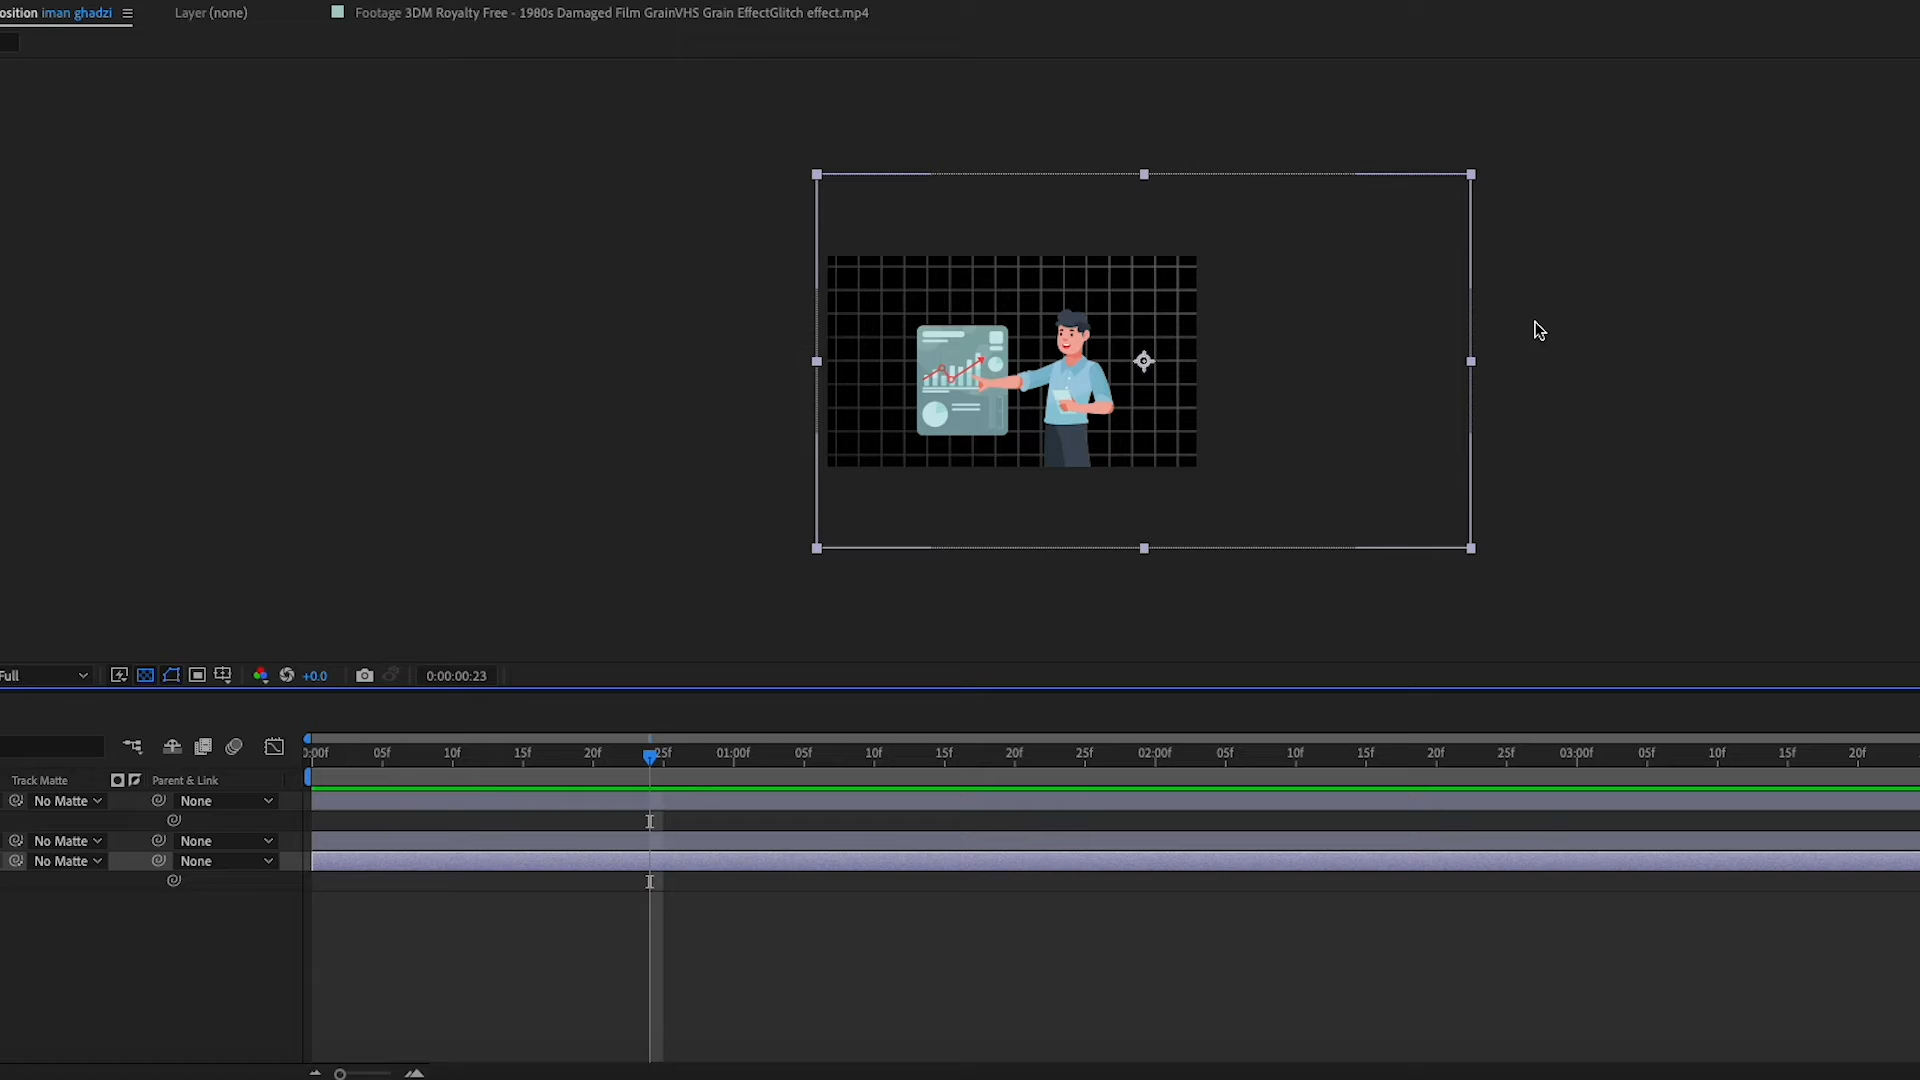 osition iman ghadzi
Layer (none)
Footage 3DM Royalty Free - 1980s Damaged Film GrainVHS Grain EffectGlitch effect.mp4
Full
+0.0
0:00:00:23
0:00f 05f 10f 15f 20f 25f 01:00f 05f 10f 15f 20f 25f 02:00f 05f 10f 15f 20f 25f 03:00f 05f 10f 15f 20f
Track Matte Parent & Link
No Matte None
No Matte None
No Matte None